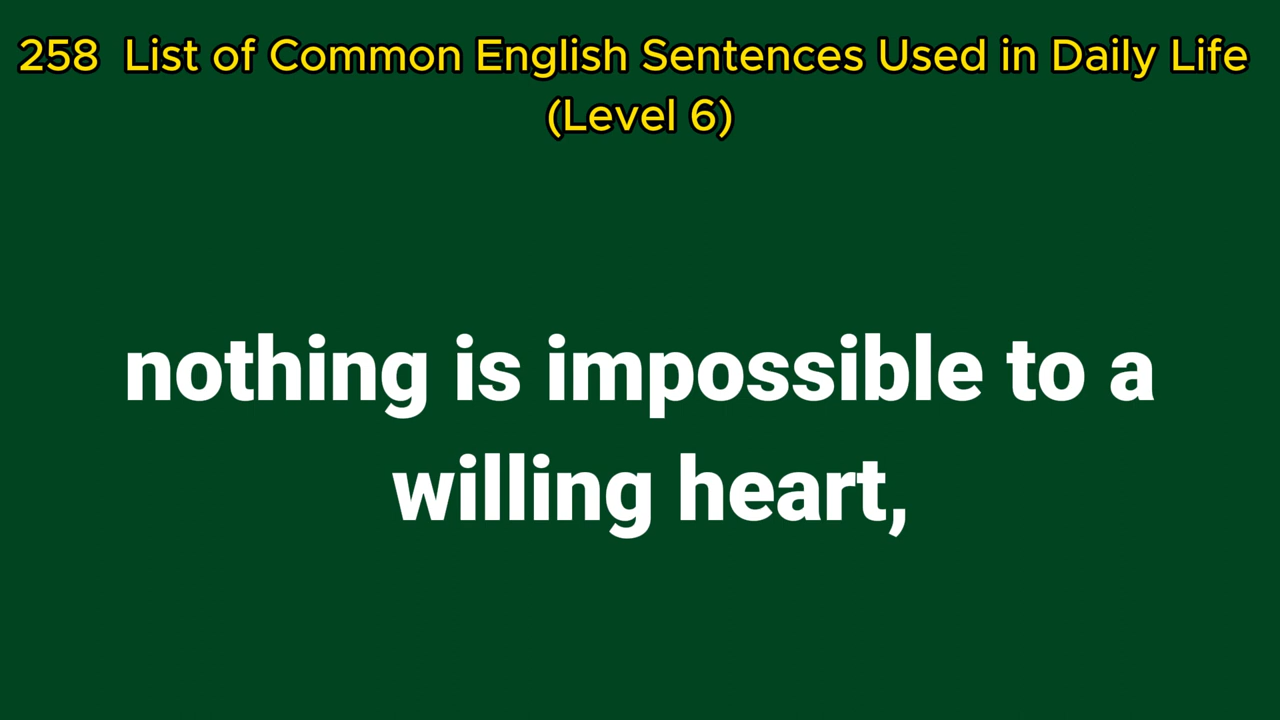 258  List of Common English Sentences Used in Daily Life
(Level 6)
nothing is impossible to a
willing heart,